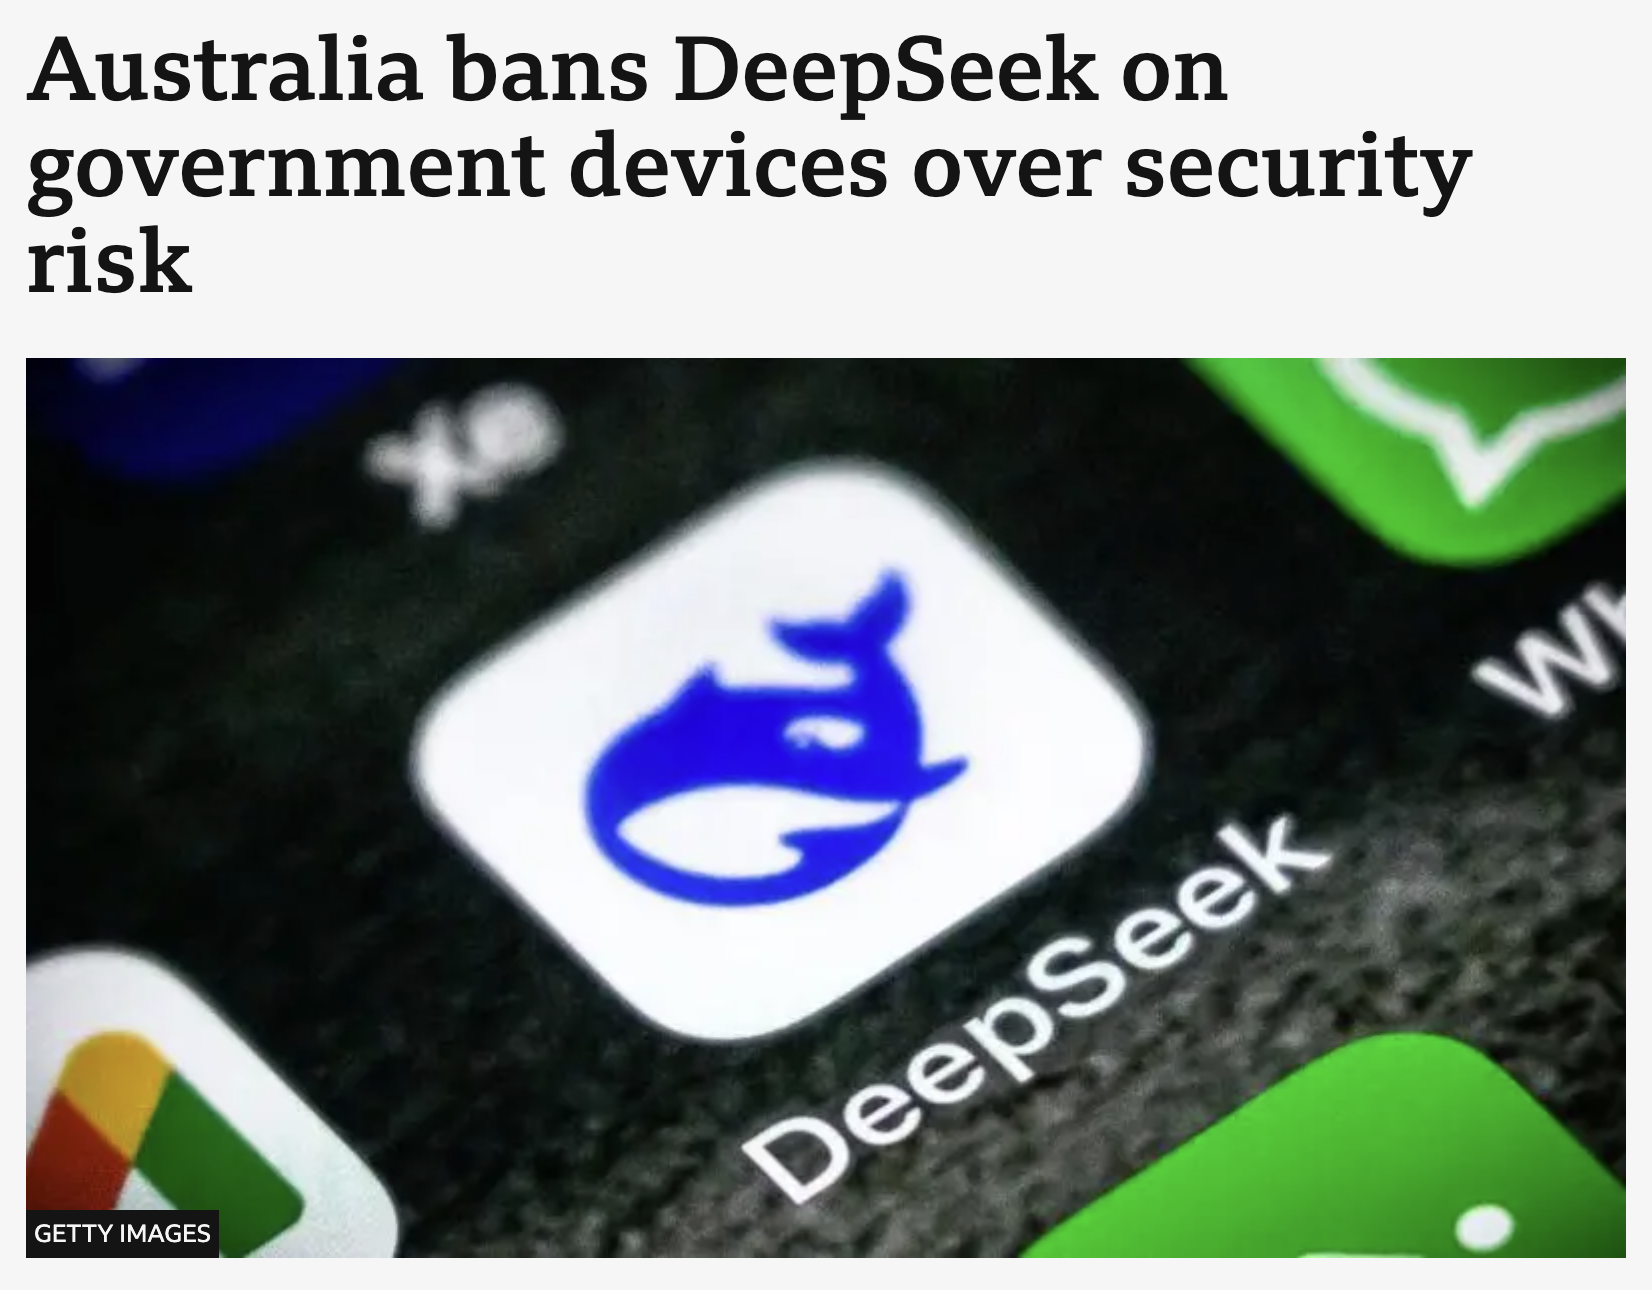 Australia bans DeepSeek on
government devices over security
risk
DeepSeek
GETTY IMAGES